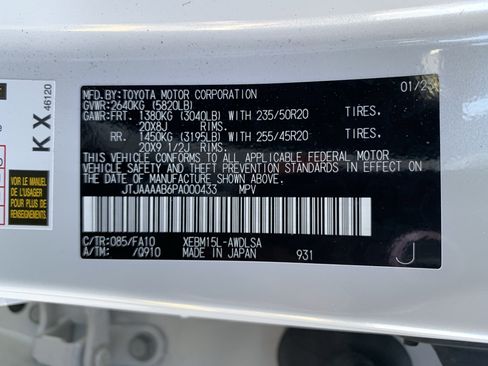 MFD.BY:TOYOTA MOTOR CORPORATION
GVWR:2640KG (5820LB)
GAWR:FRT. 1380KG (3040LB) WITH 235/50R20 TIRES,
20X8J RIMS.
RR. 1450KG (3195LB) WITH 255/45R20 TIRES,
20X9 1/2J RIMS.
THIS VEHICLE CONFORMS TO ALL APPLICABLE FEDERAL MOTOR
VEHICLE SAFETY AND THEFT PREVENTION STANDARDS IN EFFECT
ON THE DATE OF MANUFACTURE SHOWN ABOVE.
JTJAAAAB6PA000433 MPV
C/TR:085/FA10 XEBM15L-AWDLSA
A/TM: /Q910 MADE IN JAPAN 931
J
KX
46120
VOIR LE MANUEL
DE L'USAGER
POUR PLUS DE